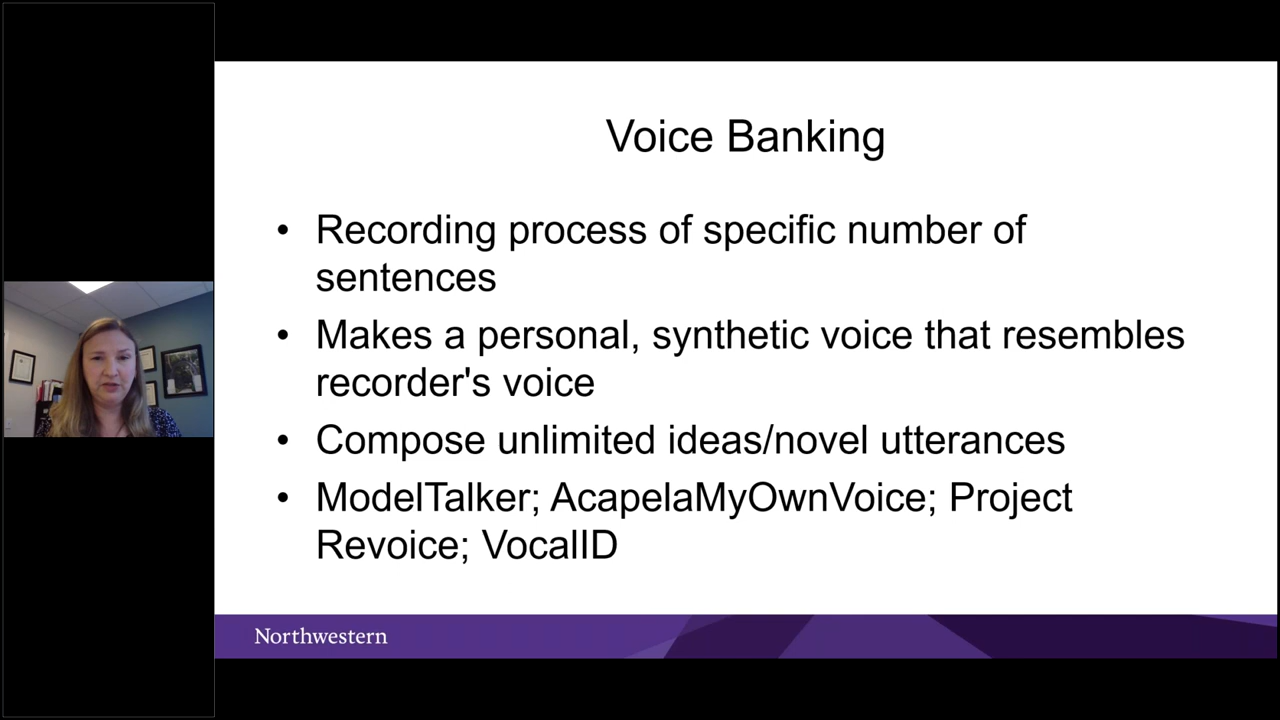 Voice Banking
• Recording process of specific number of
sentences
• Makes a personal, synthetic voice that resembles
recorder's voice
• Compose unlimited ideas/novel utterances
• ModelTalker; AcapelaMyOwnVoice; Project
Revoice; VocalID
Northwestern